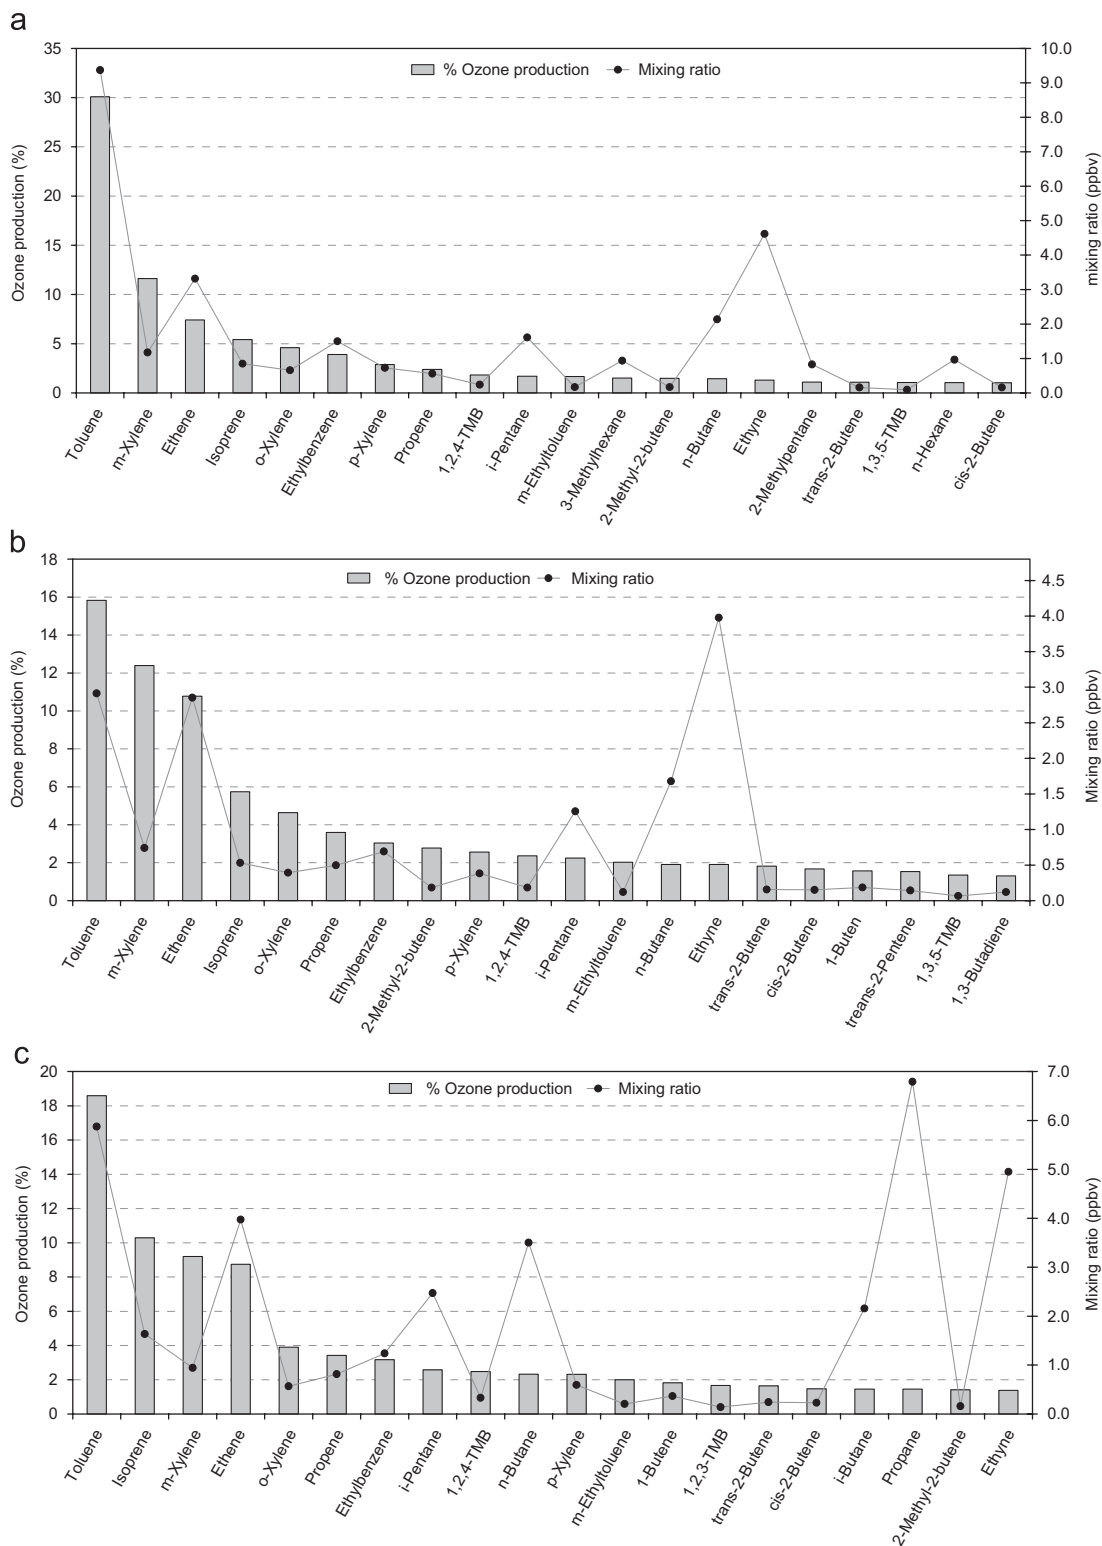 a
% Ozone production
Mixing ratio
Ozone production (%)
mixing ratio (ppbv)
35
30
25
20
15
10
5
0
10.0
9.0
8.0
7.0
6.0
5.0
4.0
3.0
2.0
1.0
0.0
Toluene
m-Xylene
Ethene
Isoprene
o-Xylene
Ethylbenzene
p-Xylene
Propene
1,2,4-TMB
i-Pentane
m-Ethyltoluene
3-Methylhexane
2-Methyl-2-butene
n-Butane
Ethyne
2-Methylpentane
trans-2-Butene
1,3,5-TMB
n-Hexane
cis-2-Butene
b
% Ozone production
Mixing ratio
Ozone production (%)
Mixing ratio (ppbv)
18
16
14
12
10
8
6
4
2
0
4.5
4.0
3.5
3.0
2.5
2.0
1.5
1.0
0.5
0.0
Toluene
m-Xylene
Ethene
Isoprene
o-Xylene
Propene
Ethylbenzene
2-Methyl-2-butene
p-Xylene
1,2,4-TMB
i-Pentane
m-Ethyltoluene
n-Butane
Ethyne
trans-2-Butene
cis-2-Butene
1-Buten
treans-2-Pentene
1,3,5-TMB
1,3-Butadiene
c
% Ozone production
Mixing ratio
Ozone production (%)
Mixing ratio (ppbv)
20
18
16
14
12
10
8
6
4
2
0
7.0
6.0
5.0
4.0
3.0
2.0
1.0
0.0
Toluene
Isoprene
m-Xylene
Ethene
o-Xylene
Propene
Ethylbenzene
i-Pentane
1,2,4-TMB
n-Butane
p-Xylene
m-Ethyltoluene
1-Butene
1,2,3-TMB
trans-2-Butene
cis-2-Butene
i-Butane
Propane
2-Methyl-2-butene
Ethyne